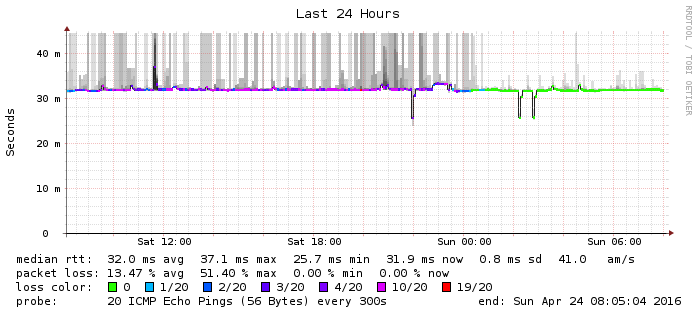 Last 24 Hours
RRDTOOL / TOBI OETIKER
Seconds
40 m
30 m
20 m
10 m
0
Sat 12:00 Sat 18:00 Sun 00:00 Sun 06:00
median rtt: 32.0 ms avg 37.1 ms max 25.7 ms min 31.9 ms now 0.8 ms sd 41.0 am/s
packet loss: 13.47 % avg 51.40 % max 0.00 % min 0.00 % now
loss color: 0 1/20 2/20 3/20 4/20 10/20 19/20
probe: 20 ICMP Echo Pings (56 Bytes) every 300s end: Sun Apr 24 08:05:04 2016